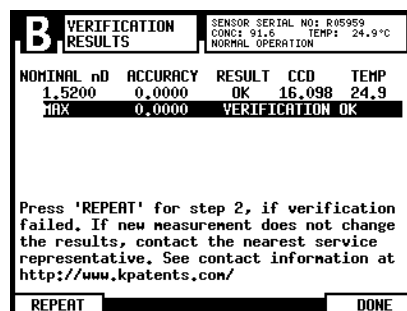 B VERIFICATION RESULTS
SENSOR SERIAL NO: R05959
CONC: 91.6 TEMP: 24.9°C
NORMAL OPERATION
NOMINAL nD ACCURACY RESULT CCD TEMP
1.5200 0.0000 OK 16.098 24.9
MAX 0.0000 VERIFICATION OK
Press 'REPEAT' for step 2, if verification
failed. If new measurement does not change
the results, contact the nearest service
representative. See contact information at
http://www.kpatents.com/
REPEAT DONE